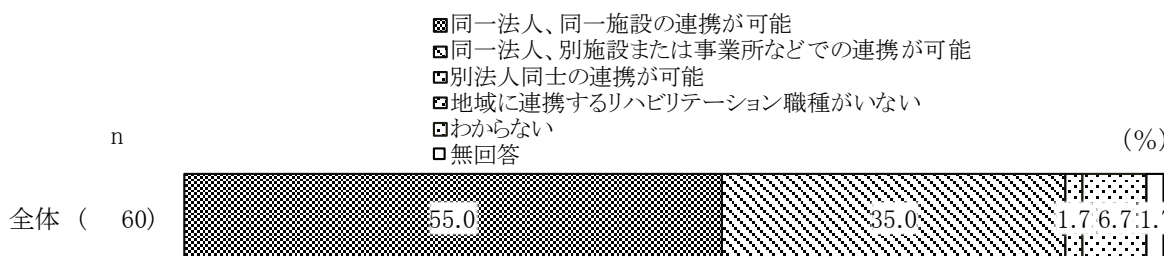 同一法人、同一施設の連携が可能
同一法人、別施設または事業所などでの連携が可能
別法人同士の連携が可能
地域に連携するリハビリテーション職種がいない
わからない
無回答
n (%)
全体 ( 60) 55.0 35.0 1.7 6.7 1.